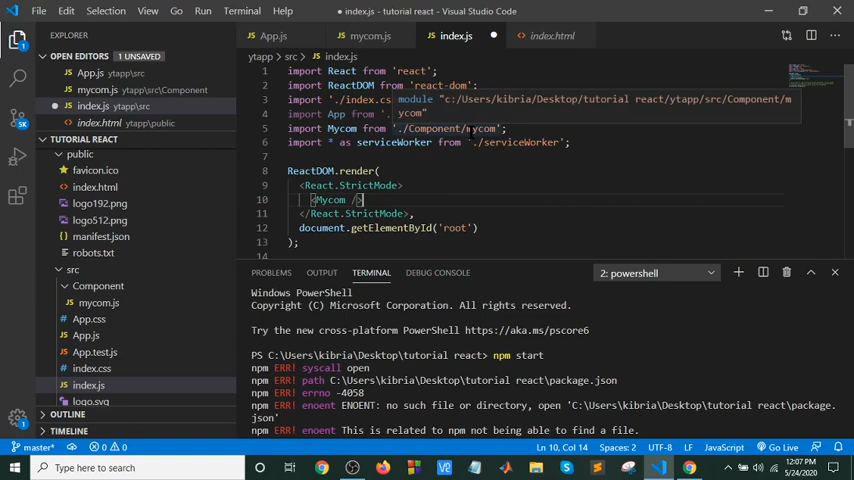 File Edit Selection View Go Run Terminal Help
● index.js - tutorial react - Visual Studio Code
EXPLORER
OPEN EDITORS 1 UNSAVED
App.js ytapp\src
mycom.js ytapp\src\Component
index.js ytapp\src
index.html ytapp\public
TUTORIAL REACT
public
favicon.ico
index.html
logo192.png
logo512.png
manifest.json
robots.txt
src
Component
mycom.js
App.css
App.js
App.test.js
index.css
index.js
logo.svg
OUTLINE
TIMELINE
App.js mycom.js index.js index.html
ytapp > src > index.js
1 import React from 'react';
2 import ReactDOM from 'react-dom';
3 import './index.cs
module "c:/Users/kibria/Desktop/tutorial react/ytapp/src/Component/m
ycom"
4 import App from '.
5 import Mycom from './Component/mycom';
6 import * as serviceWorker from './serviceWorker';
7
8 ReactDOM.render(
9 <React.StrictMode>
10 <Mycom />
11 </React.StrictMode>,
12 document.getElementById('root')
13 );
14
PROBLEMS OUTPUT TERMINAL DEBUG CONSOLE
2: powershell
Windows PowerShell
Copyright (C) Microsoft Corporation. All rights reserved.
Try the new cross-platform PowerShell https://aka.ms/pscore6
PS C:\Users\kibria\Desktop\tutorial react> npm start
npm ERR! syscall open
npm ERR! path C:\Users\kibria\Desktop\tutorial react\package.json
npm ERR! errno -4058
npm ERR! enoent ENOENT: no such file or directory, open 'C:\Users\kibria\Desktop\tutorial react\package.
json'
npm ERR! enoent This is related to npm not being able to find a file.
master* 0 0
Ln 10, Col 14 Spaces: 2 UTF-8 LF JavaScript Go Live
Type here to search
12:07 PM
5/24/2020